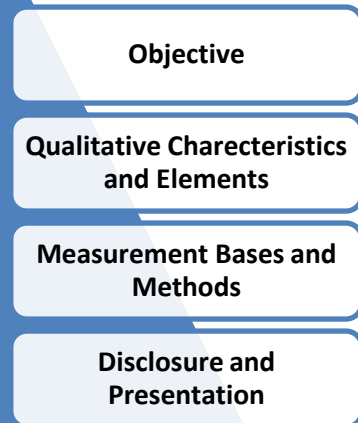 Objective
Qualitative Charecteristics
and Elements
Measurement Bases and
Methods
Disclosure and
Presentation